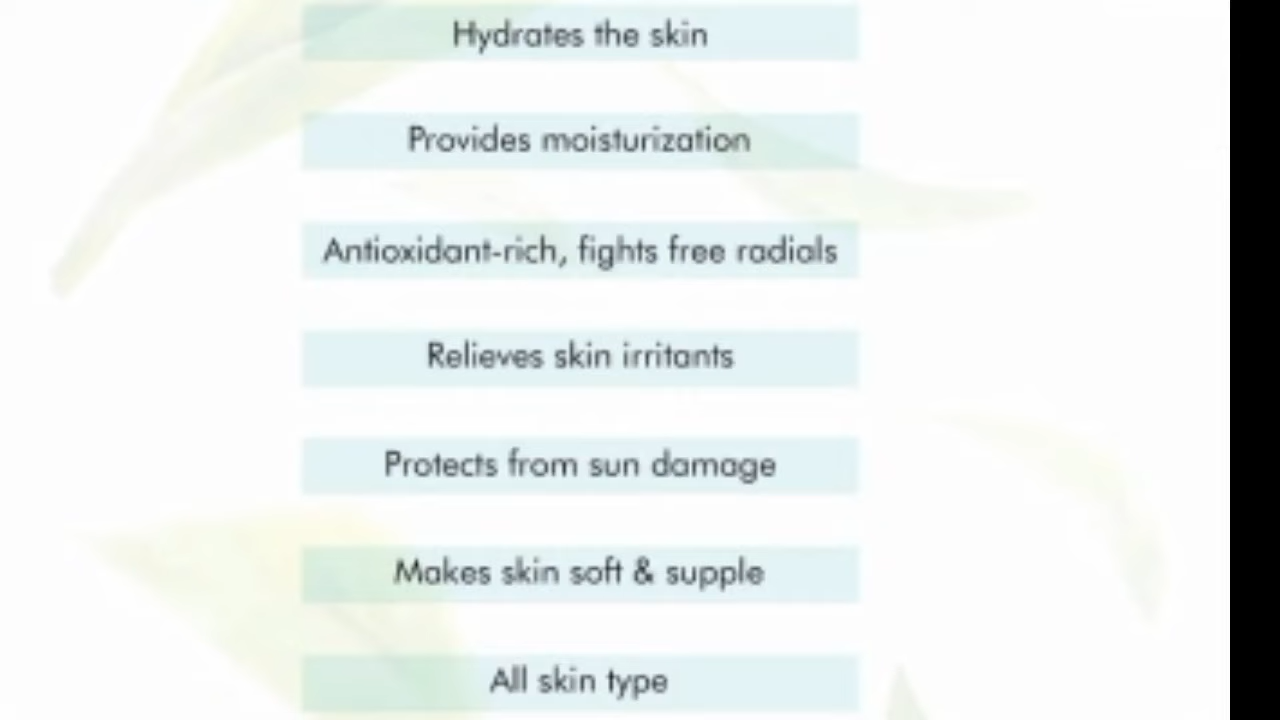 Hydrates the skin
Provides moisturization
Antioxidant-rich, fights free radials
Relieves skin irritants
Protects from sun damage
Makes skin soft & supple
All skin type